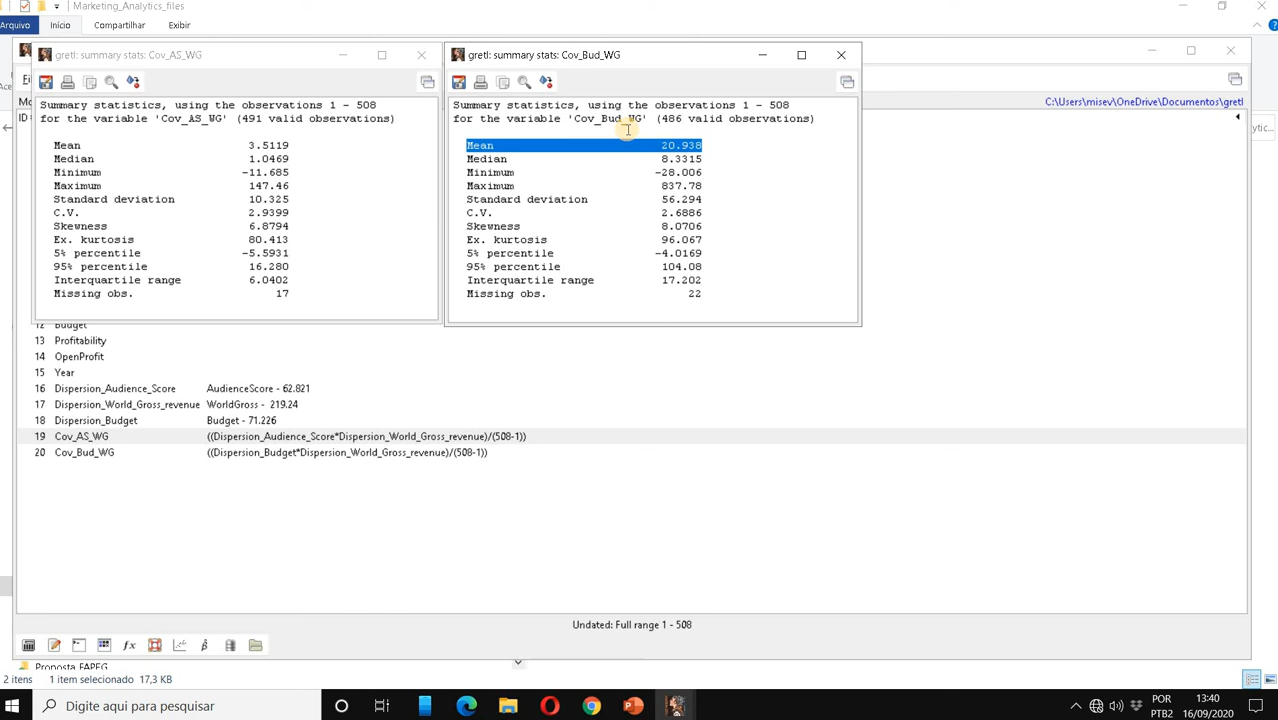 Marketing_Analytics_files
Arquivo Início Compartilhar Exibir
gretl: summary stats: Cov_AS_WG
Summary statistics, using the observations 1 - 508
for the variable 'Cov_AS_WG' (491 valid observations)
Mean 3.5119
Median 1.0469
Minimum -11.685
Maximum 147.46
Standard deviation 10.325
C.V. 2.9399
Skewness 6.8794
Ex. kurtosis 80.413
5% percentile -5.5931
95% percentile 16.280
Interquartile range 6.0402
Missing obs. 17
gretl: summary stats: Cov_Bud_WG
Summary statistics, using the observations 1 - 508
for the variable 'Cov_Bud_WG' (486 valid observations)
Mean 20.938
Median 8.3315
Minimum -28.006
Maximum 837.78
Standard deviation 56.294
C.V. 2.6886
Skewness 8.0706
Ex. kurtosis 96.067
5% percentile -4.0169
95% percentile 104.08
Interquartile range 17.202
Missing obs. 22
C:\Users\misev\OneDrive\Documentos\gretl
12 Budget
13 Profitability
14 OpenProfit
15 Year
16 Dispersion_Audience_Score AudienceScore - 62.821
17 Dispersion_World_Gross_revenue WorldGross - 219.24
18 Dispersion_Budget Budget - 71.226
19 Cov_AS_WG ((Dispersion_Audience_Score*Dispersion_World_Gross_revenue)/(508-1))
20 Cov_Bud_WG ((Dispersion_Budget*Dispersion_World_Gross_revenue)/(508-1))
Undated: Full range 1 - 508
Proposta FAPEG
2 itens 1 item selecionado 17,3 KB
Digite aqui para pesquisar
POR
PTB2
13:40
16/09/2020